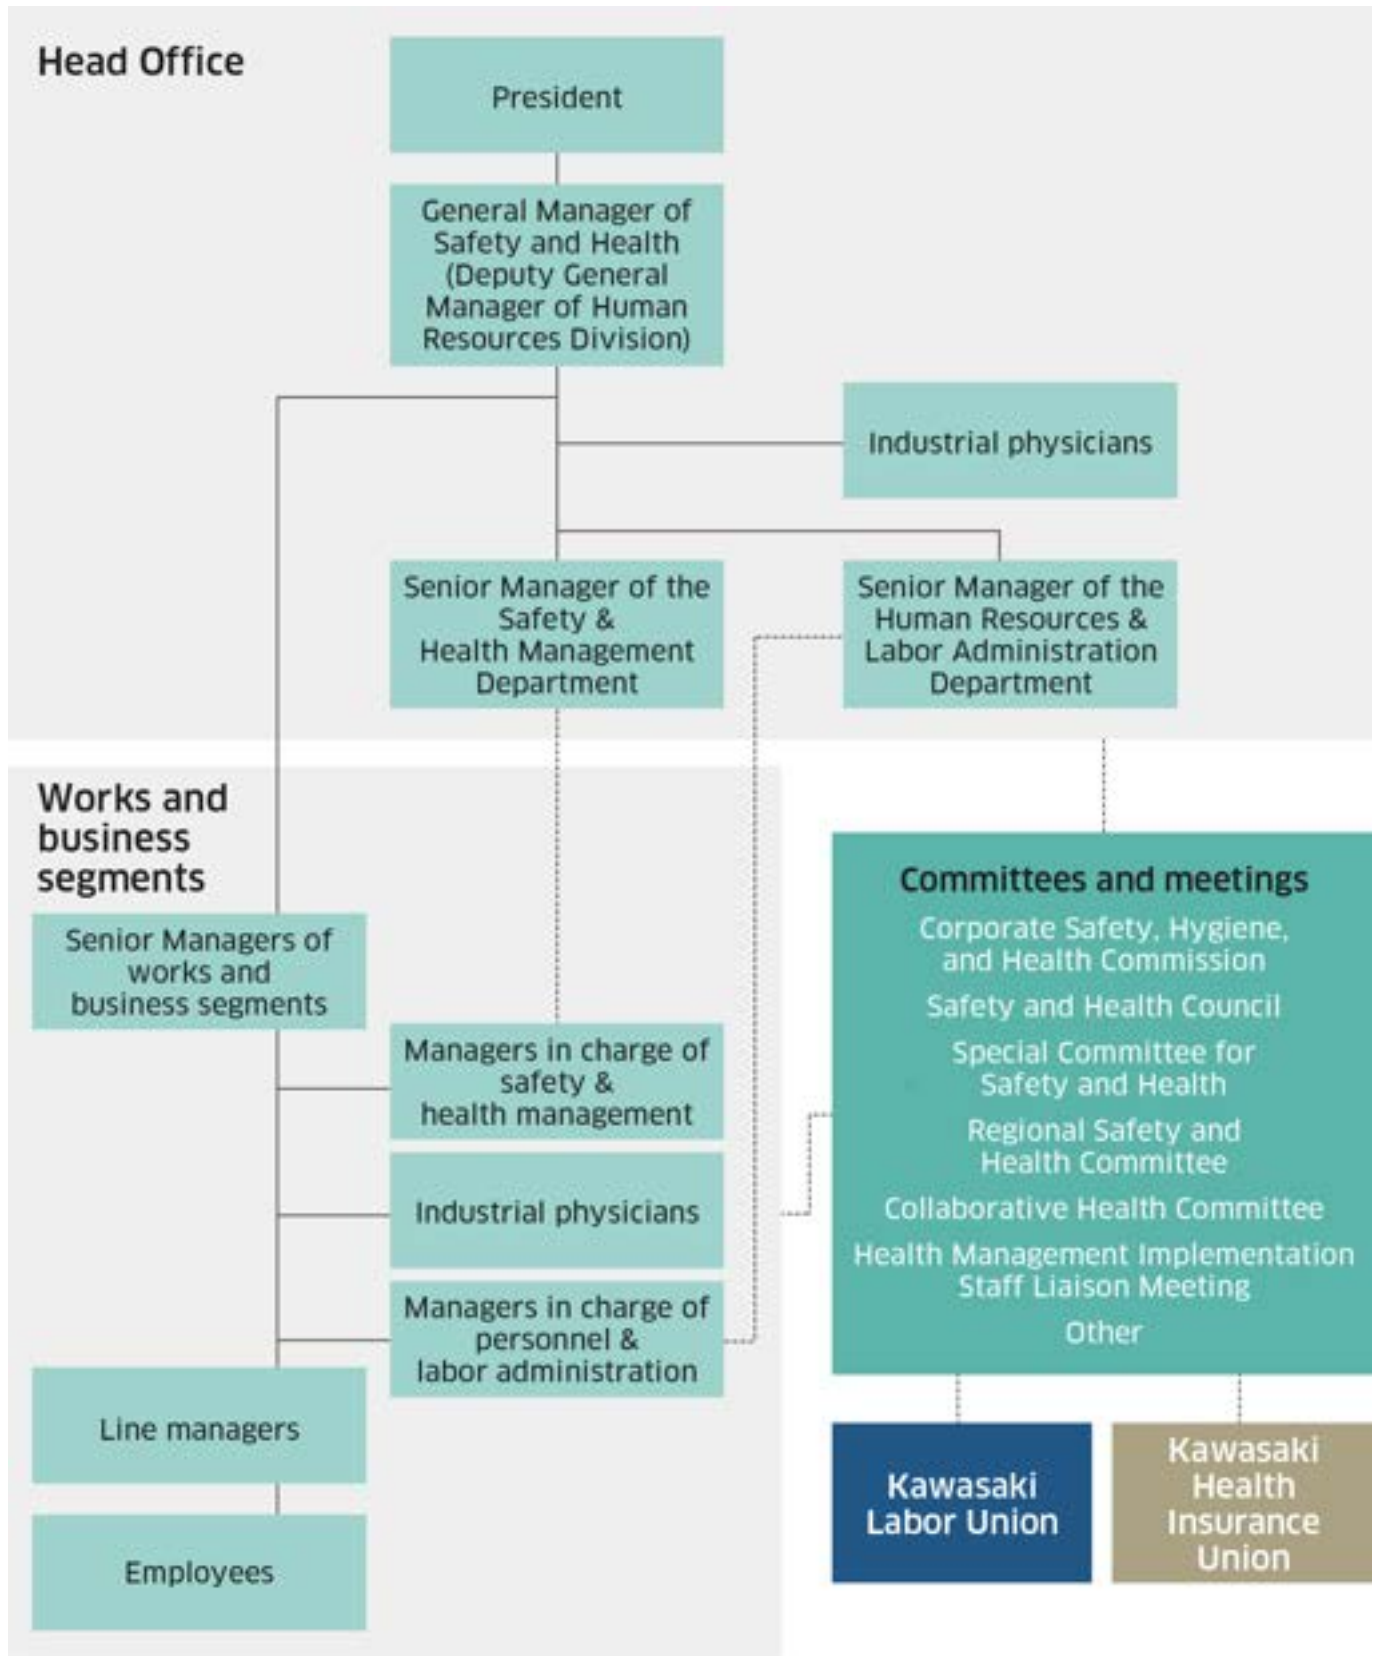 Head Office
President
General Manager of
Safety and Health
(Deputy General
Manager of Human
Resources Division)
Industrial physicians
Senior Manager of the
Safety &
Health Management
Department
Senior Manager of the
Human Resources &
Labor Administration
Department
Works and
business
segments
Senior Managers of
works and
business segments
Managers in charge of
safety &
health management
Industrial physicians
Managers in charge of
personnel &
labor administration
Line managers
Employees
Committees and meetings
Corporate Safety, Hygiene,
and Health Commission
Safety and Health Council
Special Committee for
Safety and Health
Regional Safety and
Health Committee
Collaborative Health Committee
Health Management Implementation
Staff Liaison Meeting
Other
Kawasaki
Labor Union
Kawasaki
Health
Insurance
Union